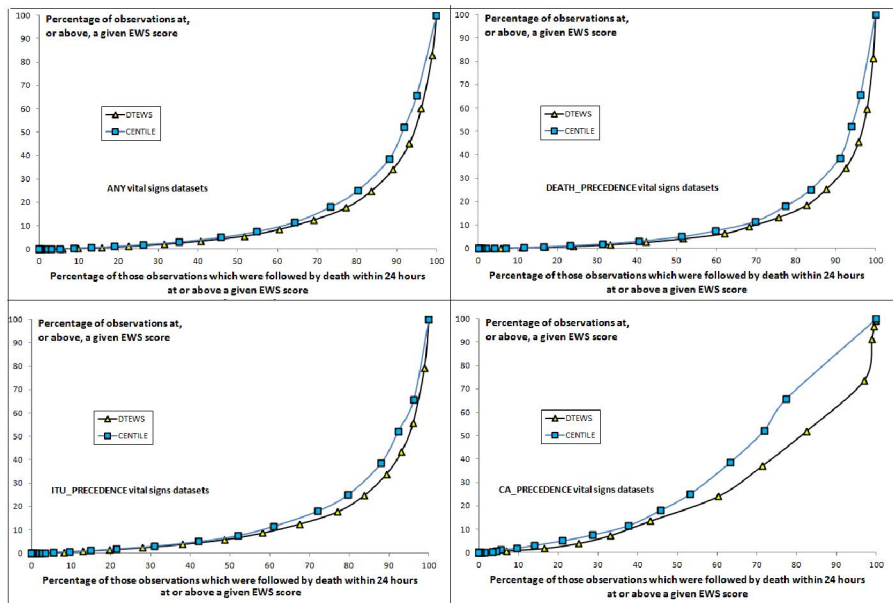 Percentage of observations at,
or above, a given EWS score
100
90
80
70
60
50
40
30
20
10
0
DTEWS
CENTILE
ANY vital signs datasets
0 10 20 30 40 50 60 70 80 90 100
Percentage of those observations which were followed by death within 24 hours
at or above a given EWS score
Percentage of observations at,
or above, a given EWS score
100
90
80
70
60
50
40
30
20
10
0
DTEWS
CENTILE
DEATH_PRECEDENCE vital signs datasets
0 10 20 30 40 50 60 70 80 90 100
Percentage of those observations which were followed by death within 24 hours
at or above a given EWS score
Percentage of observations at,
or above, a given EWS score
100
90
80
70
60
50
40
30
20
10
0
DTEWS
CENTILE
ITU_PRECEDENCE vital signs datasets
0 10 20 30 40 50 60 70 80 90 100
Percentage of those observations which were followed by death within 24 hours
at or above a given EWS score
Percentage of observations at,
or above, a given EWS score
100
90
80
70
60
50
40
30
20
10
0
DTEWS
CENTILE
CA_PRECEDENCE vital signs datasets
0 10 20 30 40 50 60 70 80 90 100
Percentage of those observations which were followed by death within 24 hours
at or above a given EWS score